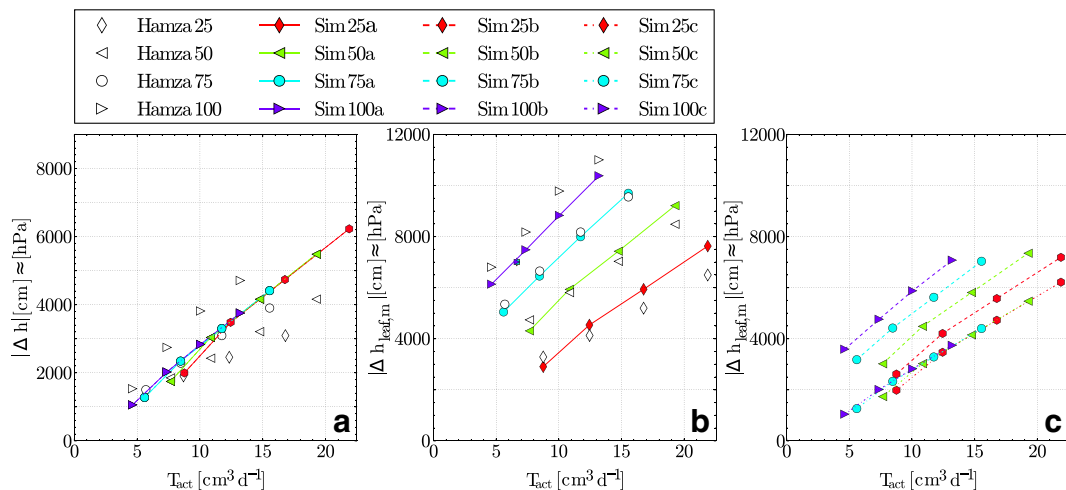 Hamza 25 Sim 25a Sim 25b Sim 25c
Hamza 50 Sim 50a Sim 50b Sim 50c
Hamza 75 Sim 75a Sim 75b Sim 75c
Hamza 100 Sim 100a Sim 100b Sim 100c
|Δ h| [cm] ≈ [hPa]
8000
6000
4000
2000
0
0 5 10 15 20
T_act [cm³ d⁻¹]
a
|Δ h_leaf,m| [cm] ≈ [hPa]
12000
8000
4000
0
0 5 10 15 20
T_act [cm³ d⁻¹]
b
|Δ h_leaf,m| [cm] ≈ [hPa]
12000
8000
4000
0
0 5 10 15 20
T_act [cm³ d⁻¹]
c